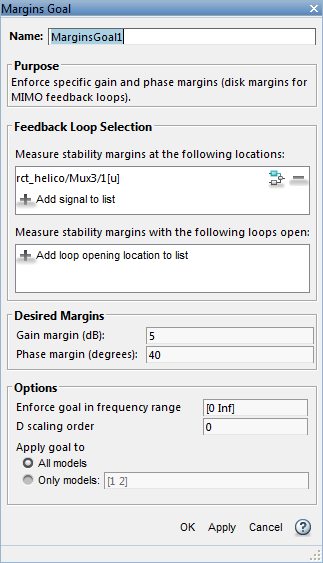 Margins Goal
Name: MarginsGoal1
Purpose
Enforce specific gain and phase margins (disk margins for
MIMO feedback loops).
Feedback Loop Selection
Measure stability margins at the following locations:
rct_helico/Mux3/1[u]
Add signal to list
Measure stability margins with the following loops open:
Add loop opening location to list
Desired Margins
Gain margin (dB): 5
Phase margin (degrees): 40
Options
Enforce goal in frequency range [0 Inf]
D scaling order 0
Apply goal to
All models
Only models: [1 2]
OK Apply Cancel ?